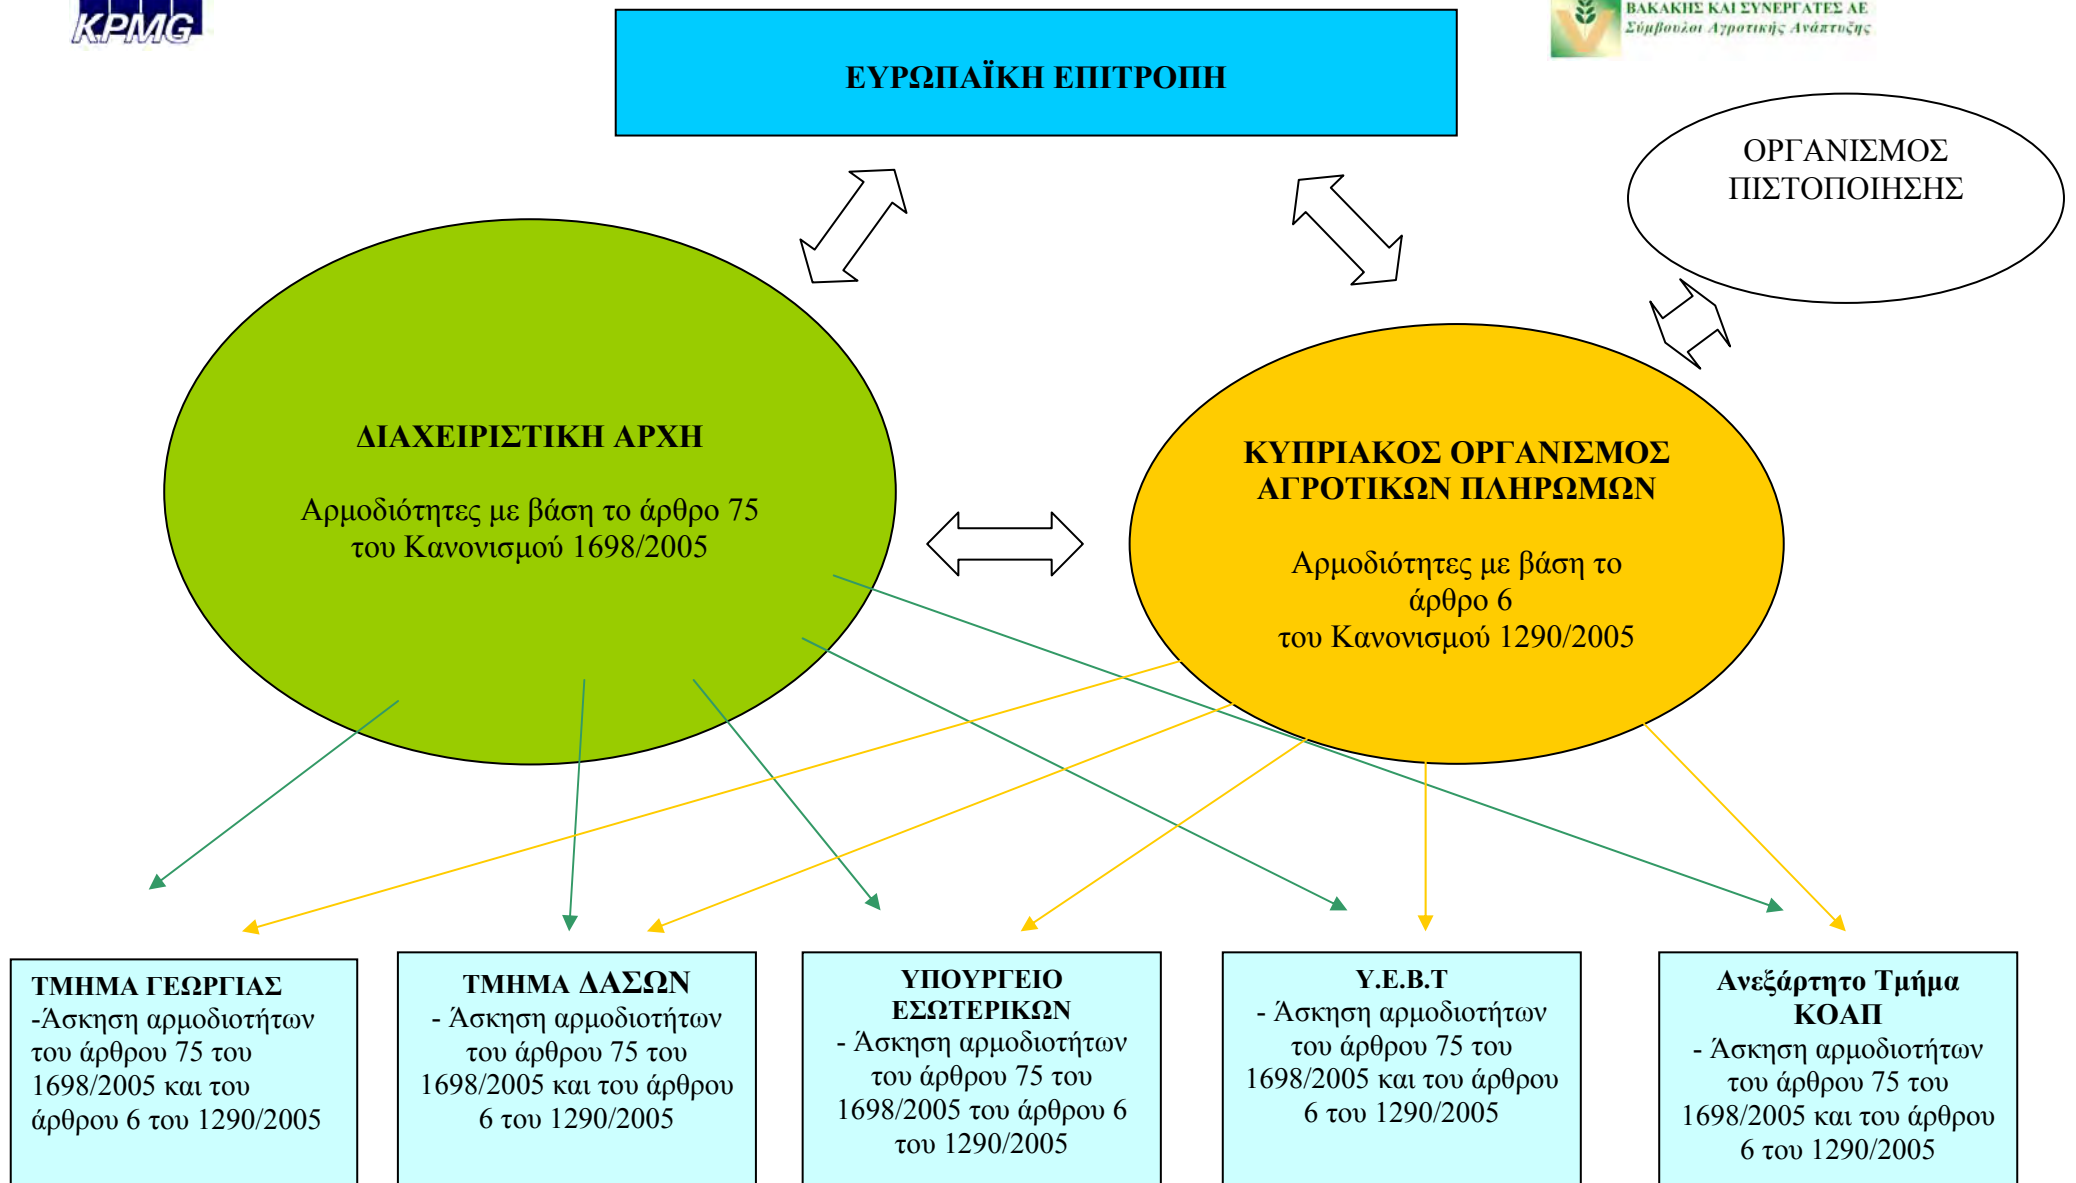 KPMG
ΒΑΚΑΚΗΣ ΚΑΙ ΣΥΝΕΡΓΑΤΕΣ ΑΕ
Σύμβουλοι Αγροτικής Ανάπτυξης
ΕΥΡΩΠΑΪΚΗ ΕΠΙΤΡΟΠΗ
ΟΡΓΑΝΙΣΜΟΣ
ΠΙΣΤΟΠΟΙΗΣΗΣ
ΔΙΑΧΕΙΡΙΣΤΙΚΗ ΑΡΧΗ
Αρμοδιότητες με βάση το άρθρο 75
του Κανονισμού 1698/2005
ΚΥΠΡΙΑΚΟΣ ΟΡΓΑΝΙΣΜΟΣ
ΑΓΡΟΤΙΚΩΝ ΠΛΗΡΩΜΩΝ
Αρμοδιότητες με βάση το
άρθρο 6
του Κανονισμού 1290/2005
ΤΜΗΜΑ ΓΕΩΡΓΙΑΣ
-Άσκηση αρμοδιοτήτων
του άρθρου 75 του
1698/2005 και του
άρθρου 6 του 1290/2005
ΤΜΗΜΑ ΔΑΣΩΝ
- Άσκηση αρμοδιοτήτων
του άρθρου 75 του
1698/2005 και του άρθρου
6 του 1290/2005
ΥΠΟΥΡΓΕΙΟ
ΕΣΩΤΕΡΙΚΩΝ
- Άσκηση αρμοδιοτήτων
του άρθρου 75 του
1698/2005 του άρθρου 6
του 1290/2005
Υ.Ε.Β.Τ
- Άσκηση αρμοδιοτήτων
του άρθρου 75 του
1698/2005 και του άρθρου
6 του 1290/2005
Ανεξάρτητο Τμήμα
ΚΟΑΠ
- Άσκηση αρμοδιοτήτων
του άρθρου 75 του
1698/2005 και του άρθρου
6 του 1290/2005